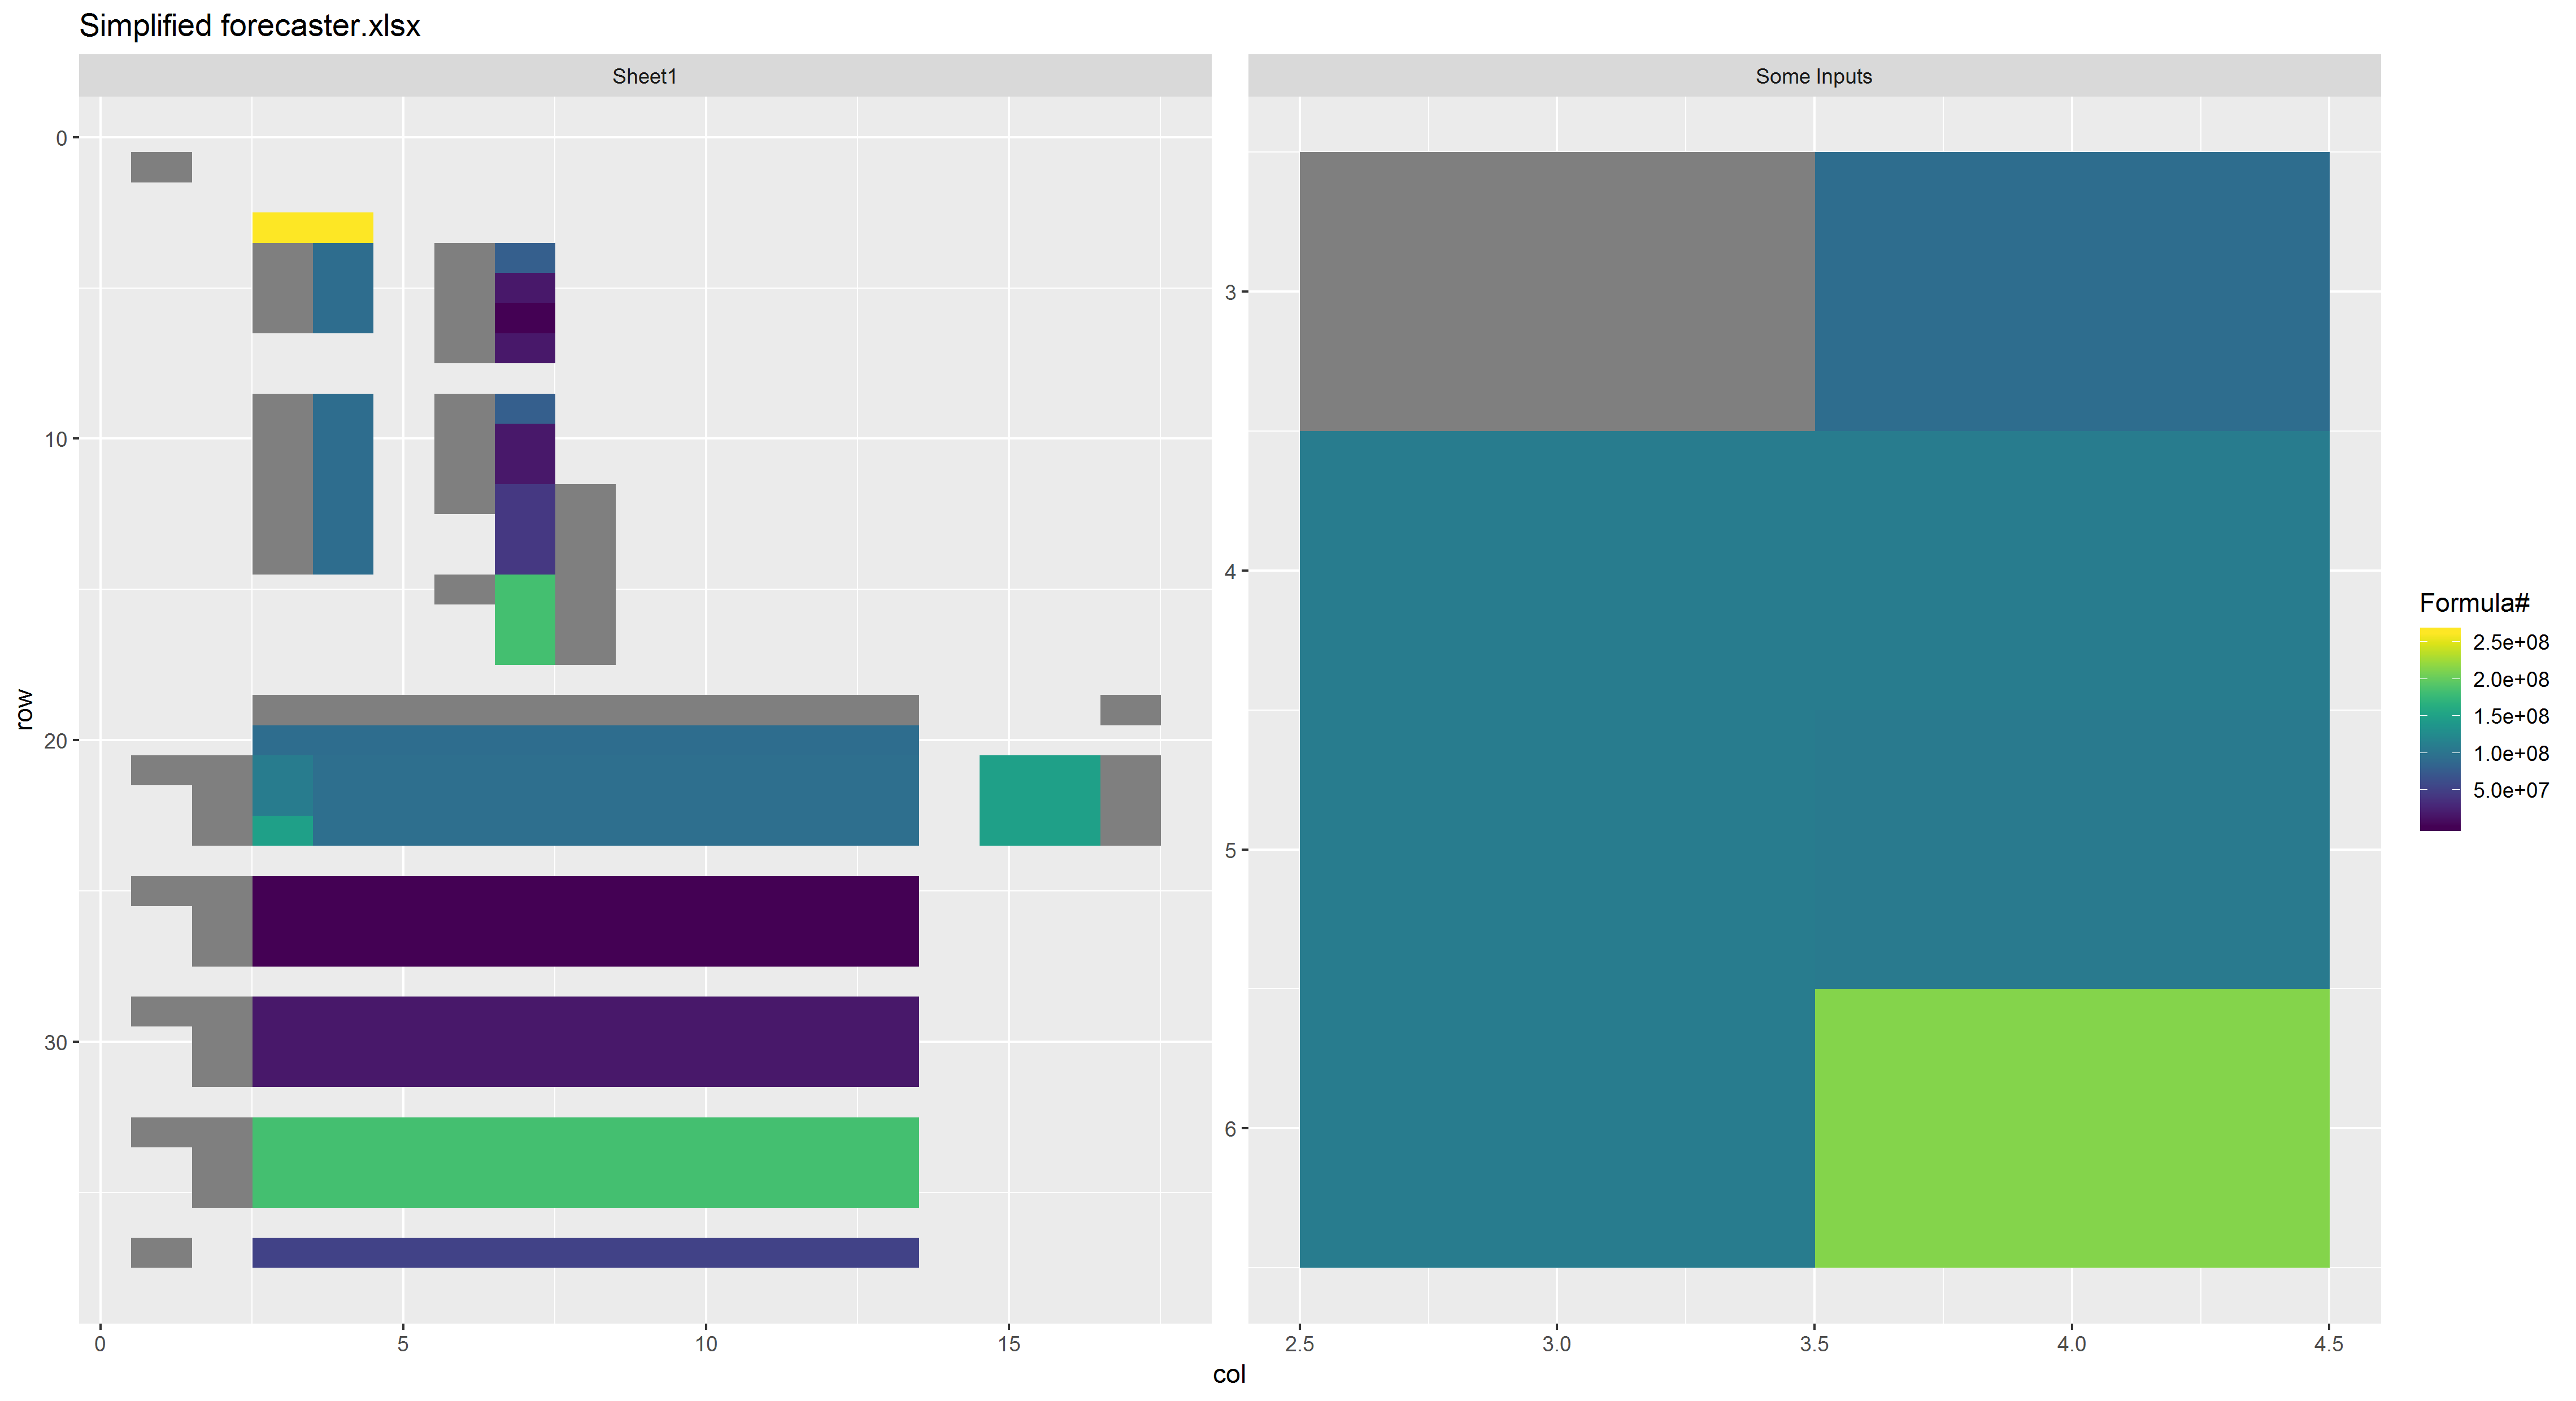 Simplified forecaster.xlsx
Sheet1
Some Inputs
0
10
20
30
row
3
4
5
6
0 5 10 15
2.5 3.0 3.5 4.0 4.5
col
Formula#
2.5e+08
2.0e+08
1.5e+08
1.0e+08
5.0e+07